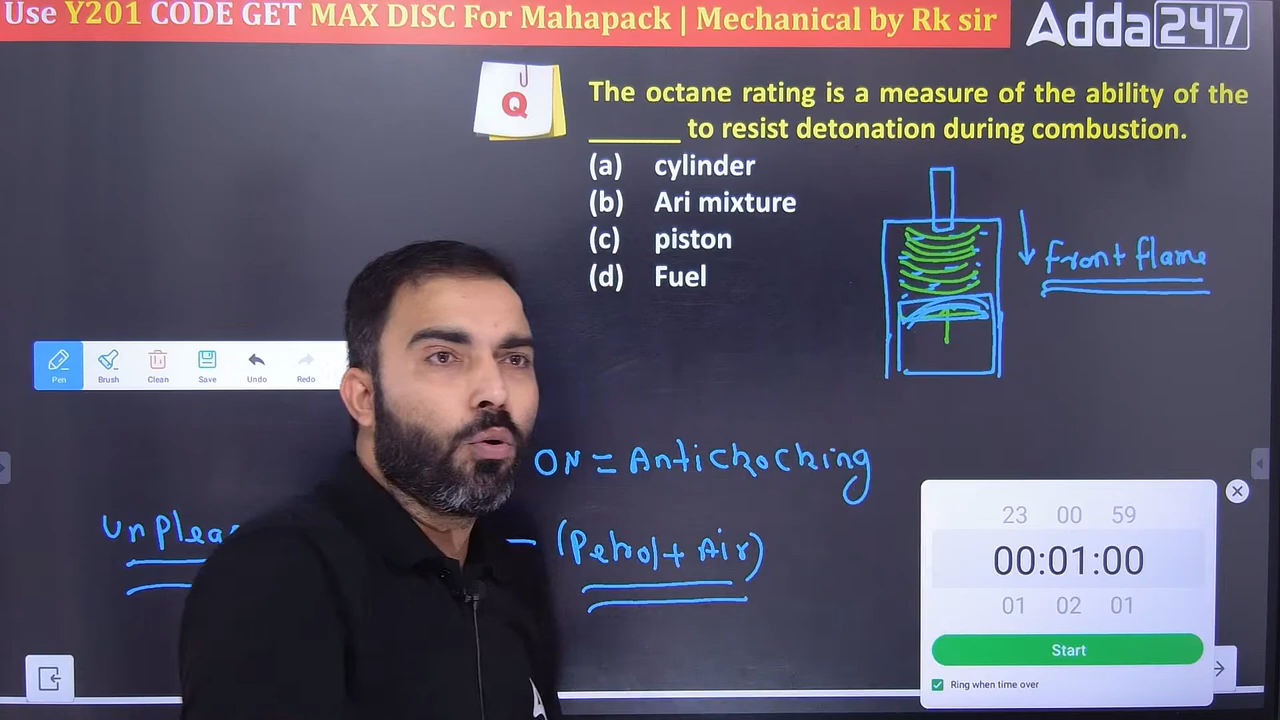 Use Y201 CODE GET MAX DISC For Mahapack | Mechanical by Rk sir
Adda247
Q
The octane rating is a measure of the ability of the
______ to resist detonation during combustion.
(a) cylinder
(b) Ari mixture
(c) piston
(d) Fuel
Front flame
Pen Brush Clean Save Undo Redo
ON = Antick
Unplea
(Petrol + Air)
23 00 59
00:01:00
01 02 01
Start
Ring when time over